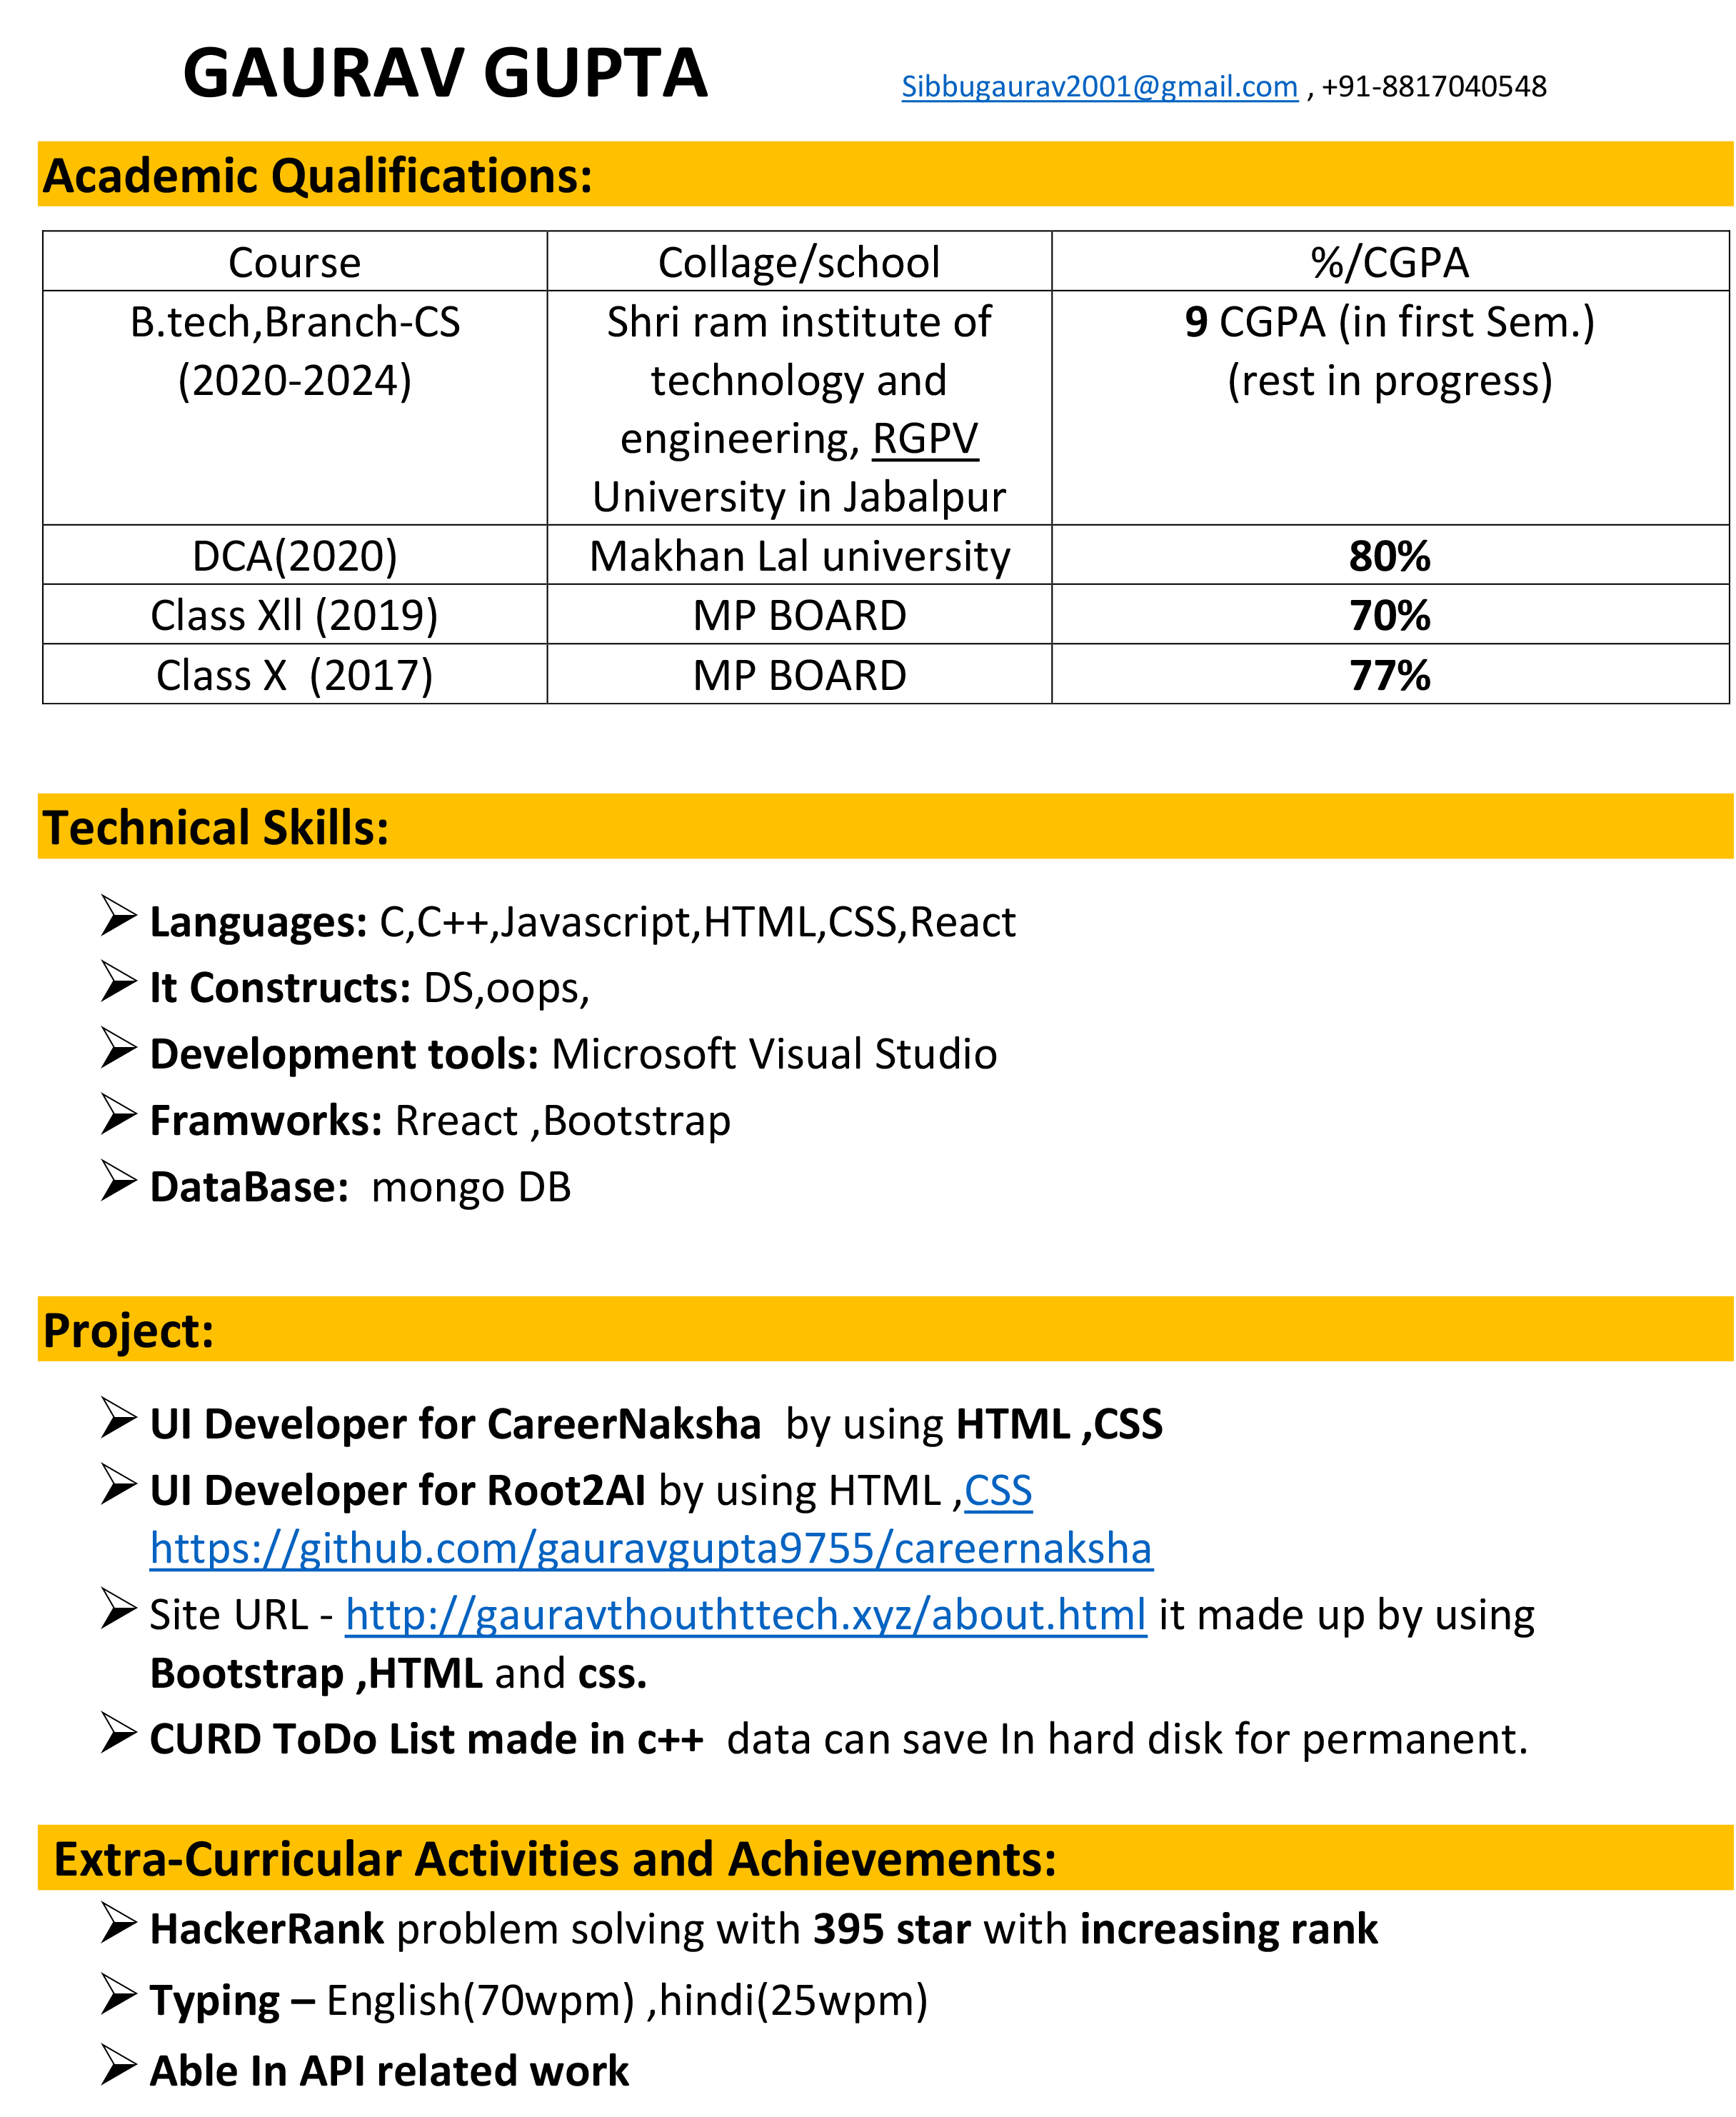 GAURAV GUPTA Sibbugaurav2001@gmail.com , +91-8817040548
Academic Qualifications:
Course Collage/school %/CGPA
B.tech,Branch-CS Shri ram institute of 9 CGPA (in first Sem.)
(2020-2024) technology and (rest in progress)
engineering, RGPV
University in Jabalpur
DCA(2020) Makhan Lal university 80%
Class Xll (2019) MP BOARD 70%
Class X (2017) MP BOARD 77%
Technical Skills:
Languages: C,C++,Javascript,HTML,CSS,React
It Constructs: DS,oops,
Development tools: Microsoft Visual Studio
Framworks: Rreact ,Bootstrap
DataBase: mongo DB
Project:
UI Developer for CareerNaksha by using HTML ,CSS
UI Developer for Root2AI by using HTML ,CSS
https://github.com/gauravgupta9755/careernaksha
Site URL - http://gauravthouthttech.xyz/about.html it made up by using
Bootstrap ,HTML and css.
CURD ToDo List made in c++ data can save In hard disk for permanent.
Extra-Curricular Activities and Achievements:
HackerRank problem solving with 395 star with increasing rank
Typing – English(70wpm) ,hindi(25wpm)
Able In API related work